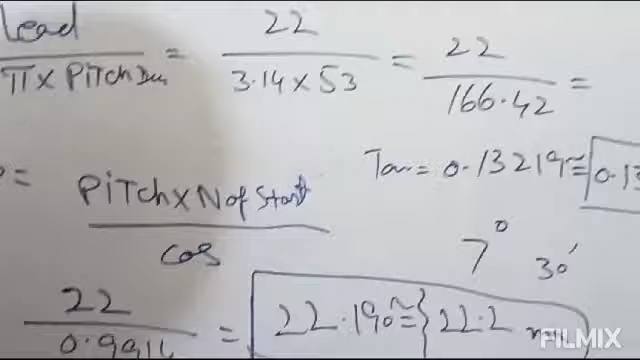 Lead 22 22
π x Pitch Dia = 3.14 x 53 = 166.42 =
Tan = 0.13219 ≃ 0.13
= Pitch x N of Start
Cos
7° 30'
22
0.9914 = 22.190 ≃ 22.2 mm
FILMIX